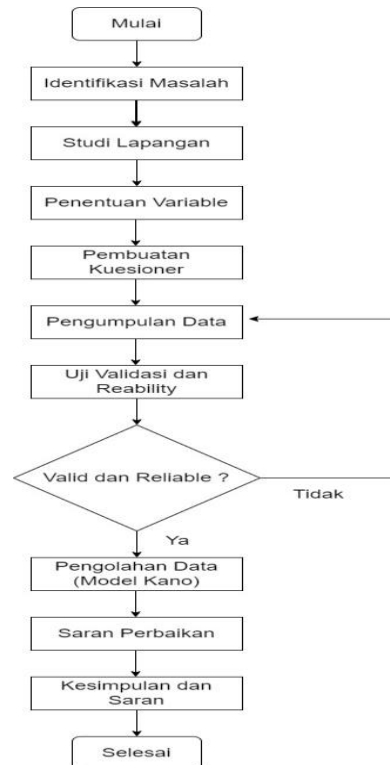 Mulai
Identifikasi Masalah
Studi Lapangan
Penentuan Variable
Pembuatan
Kuesioner
Pengumpulan Data
Uji Validasi dan
Reability
Valid dan Reliable ?
Tidak
Ya
Pengolahan Data
(Model Kano)
Saran Perbaikan
Kesimpulan dan
Saran
Selesai